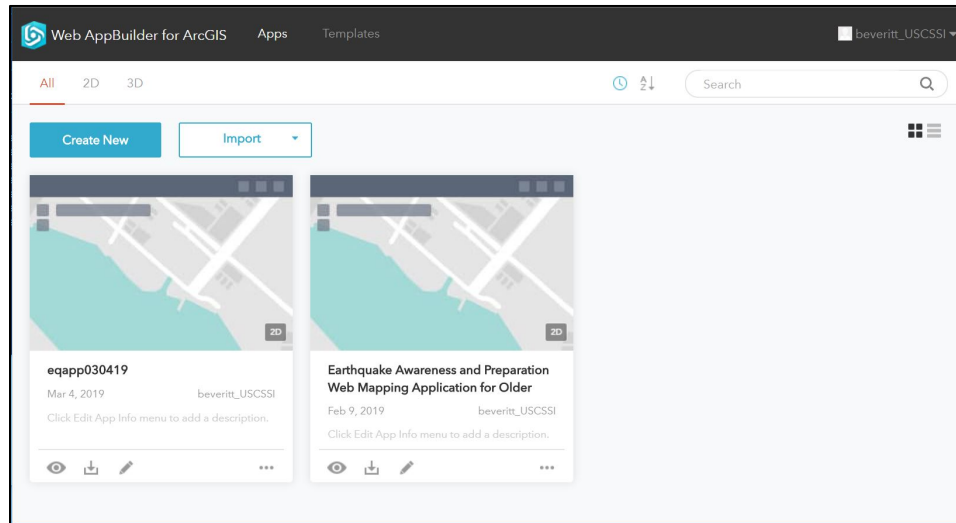 Web AppBuilder for ArcGIS Apps Templates beveritt_USCSSI
All 2D 3D A Z Search
Create New Import
2D 2D
eqapp030419
Mar 4, 2019 beveritt_USCSSI
Click Edit App Info menu to add a description.
Earthquake Awareness and Preparation
Web Mapping Application for Older
Feb 9, 2019 beveritt_USCSSI
Click Edit App Info menu to add a description.